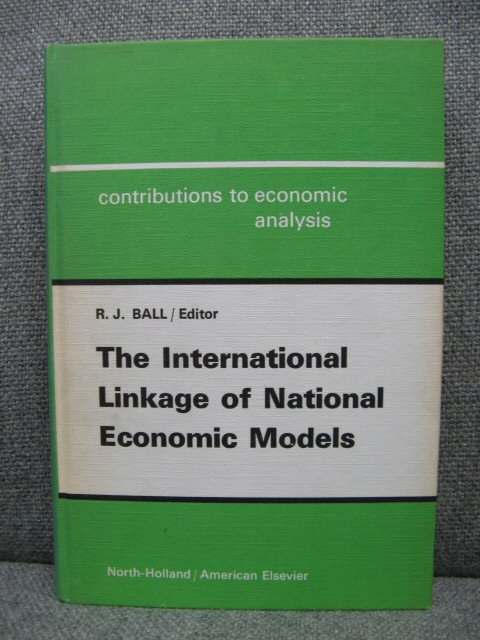 contributions to economic
analysis
R. J. BALL / Editor
The International
Linkage of National
Economic Models
North-Holland / American Elsevier